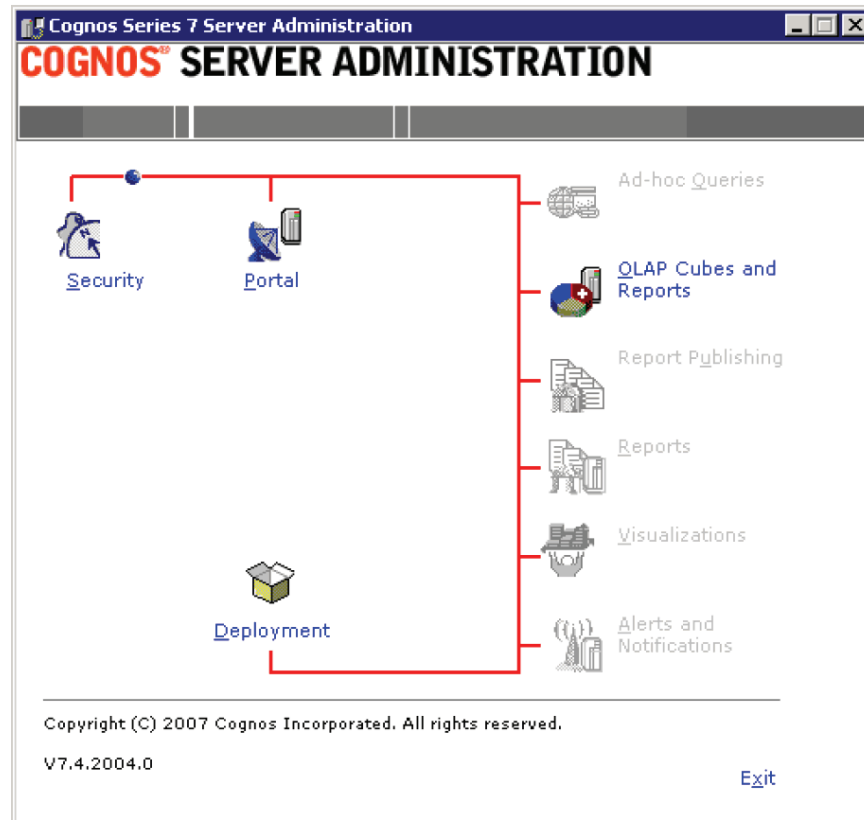 Cognos Series 7 Server Administration
COGNOS® SERVER ADMINISTRATION
Ad-hoc Queries
Security
Portal
OLAP Cubes and
Reports
Report Publishing
Reports
Visualizations
Deployment
Alerts and
Notifications
Copyright (C) 2007 Cognos Incorporated. All rights reserved.
V7.4.2004.0
Exit